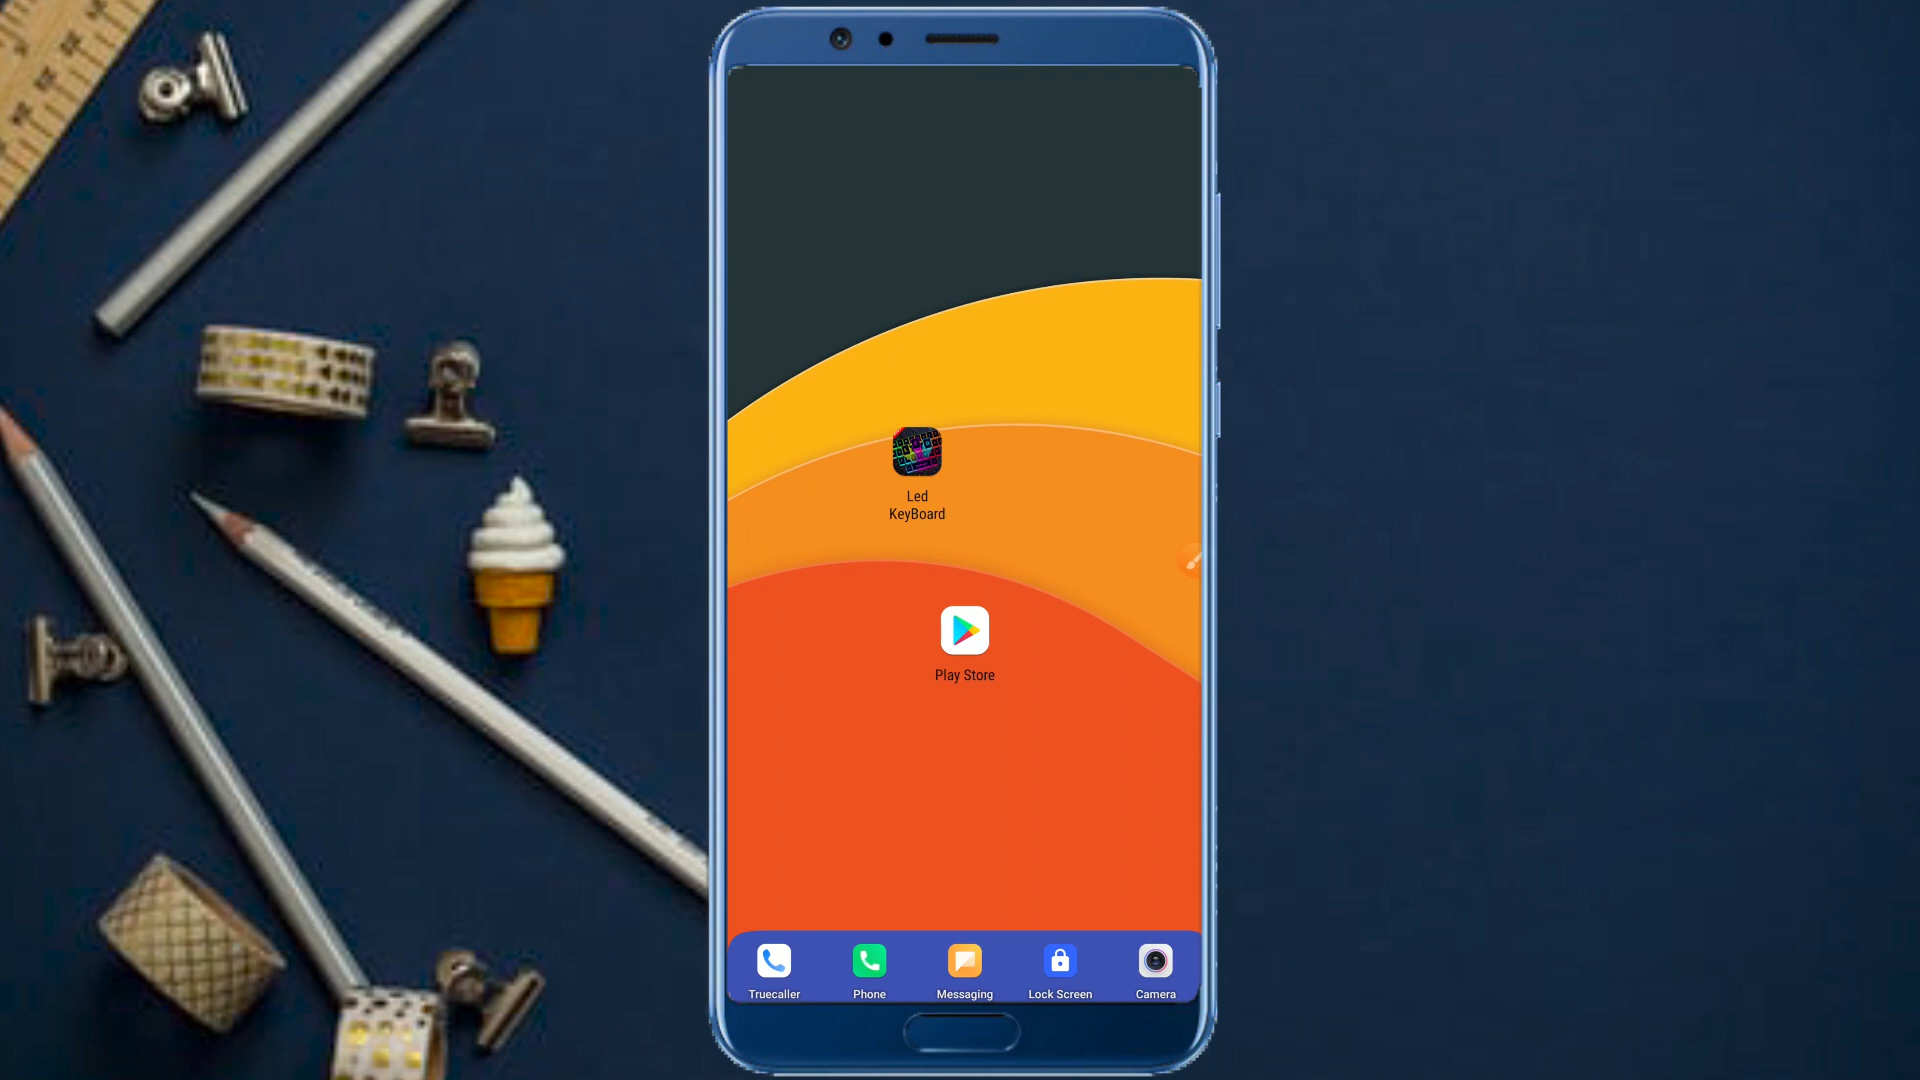 Led
KeyBoard
Play Store
Truecaller
Phone
Messaging
Lock Screen
Camera